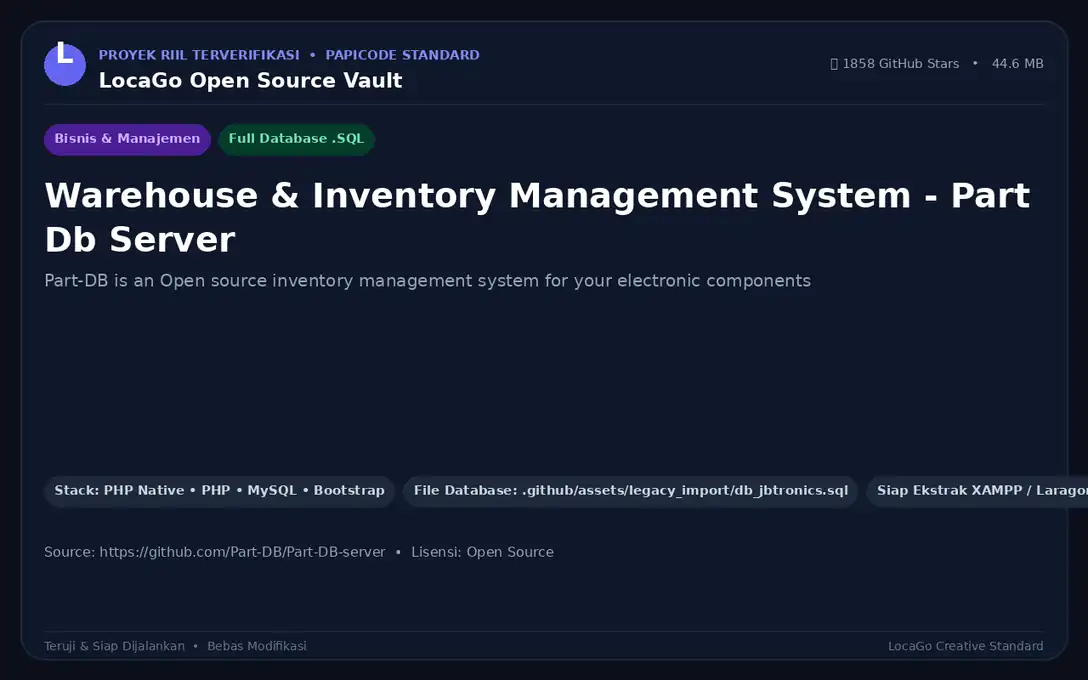 L
PROYEK RIIL TERVERIFIKASI • PAPICODE STANDARD
LocaGo Open Source Vault
1858 GitHub Stars • 44.6 MB
Bisnis & Manajemen
Full Database .SQL
Warehouse & Inventory Management System - Part
Db Server
Part-DB is an Open source inventory management system for your electronic components
Stack: PHP Native • PHP • MySQL • Bootstrap
File Database: .github/assets/legacy_import/db_jbtronics.sql
Siap Ekstrak XAMPP / Laragon
Source: https://github.com/Part-DB/Part-DB-server • Lisensi: Open Source
Teruji & Siap Dijalankan • Bebas Modifikasi
LocaGo Creative Standard